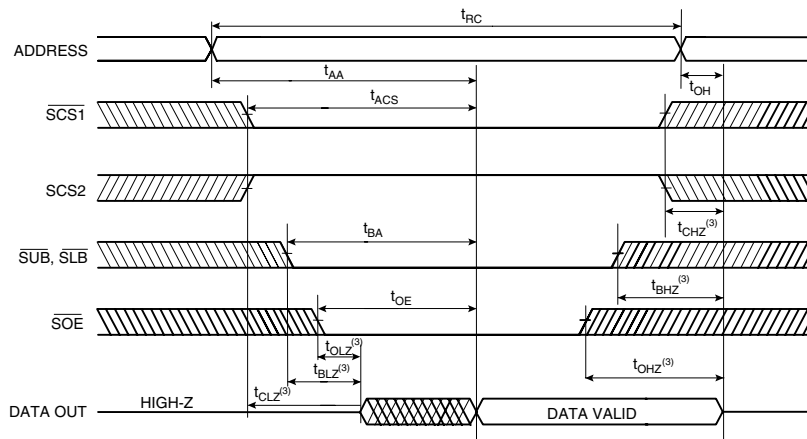 tRC
ADDRESS
tAA
tOH
tACS
SCS1
SCS2
tCHZ(3)
tBA
SUB, SLB
tBHZ(3)
tOE
SOE
tOLZ(3)
tBLZ(3)
tOHZ(3)
tCLZ(3)
HIGH-Z
DATA OUT
DATA VALID